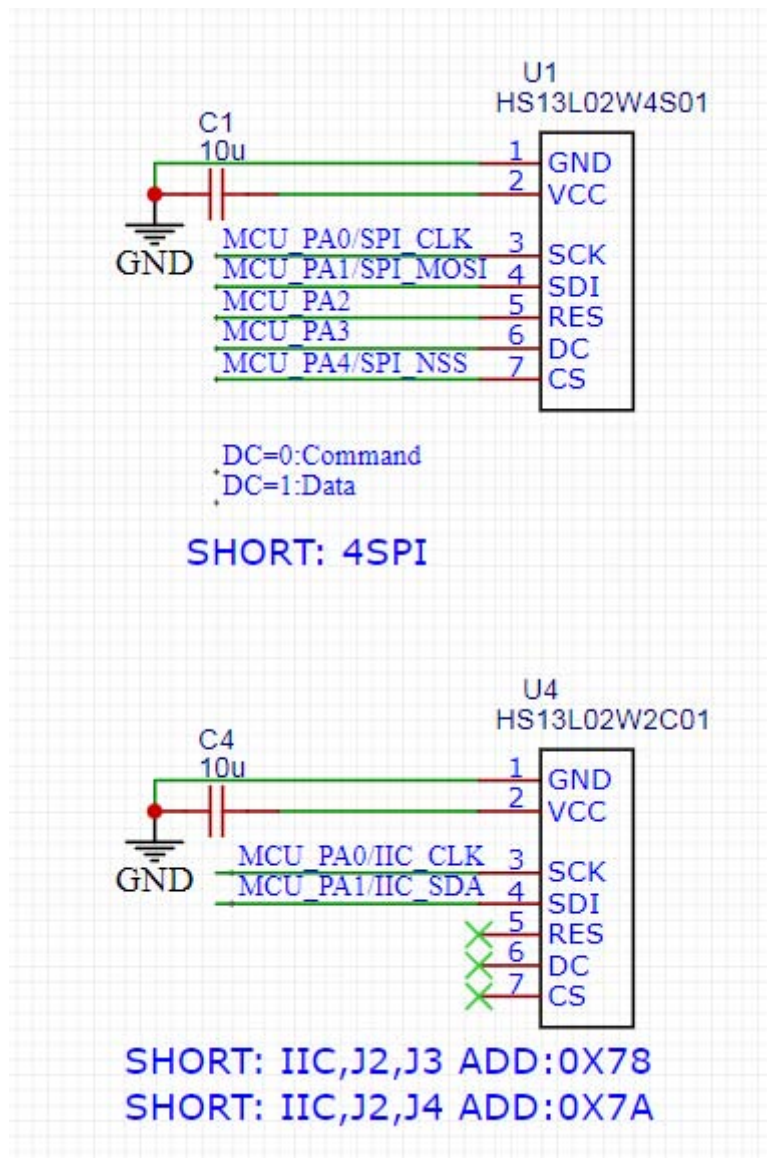 U1
HS13L02W4S01
C1
10u
1 GND
2 VCC
GND
MCU_PA0/SPI_CLK 3 SCK
MCU_PA1/SPI_MOSI 4 SDI
MCU_PA2 5 RES
MCU_PA3 6 DC
MCU_PA4/SPI_NSS 7 CS
DC=0:Command
DC=1:Data
SHORT: 4SPI
U4
HS13L02W2C01
C4
10u
1 GND
2 VCC
GND
MCU_PA0/IIC_CLK 3 SCK
MCU_PA1/IIC_SDA 4 SDI
5 RES
6 DC
7 CS
SHORT: IIC,J2,J3 ADD:0X78
SHORT: IIC,J2,J4 ADD:0X7A